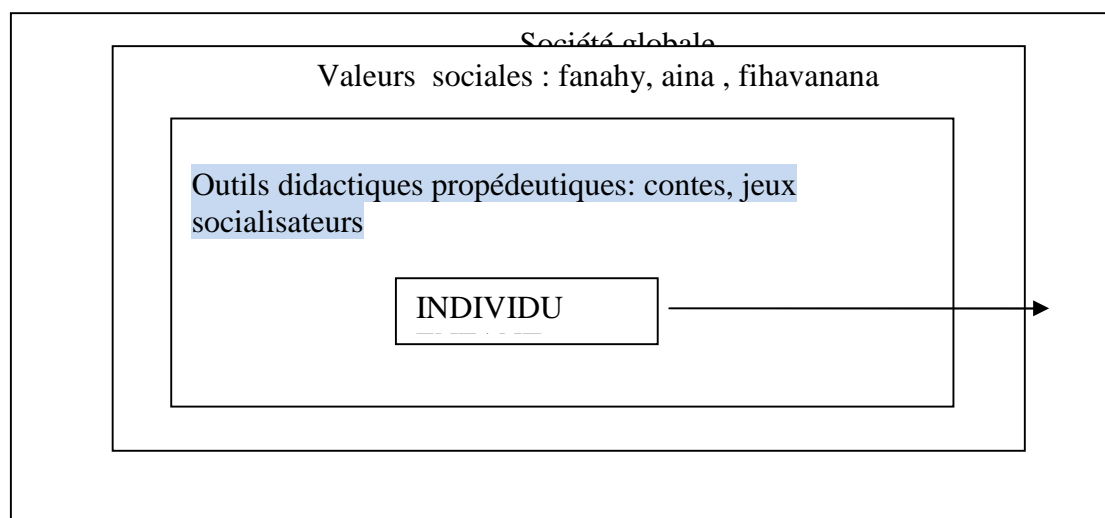 Société globale
Valeurs sociales : fanahy, aina , fihavanana
Outils didactiques propédeutiques: contes, jeux
socialisateurs
INDIVIDU